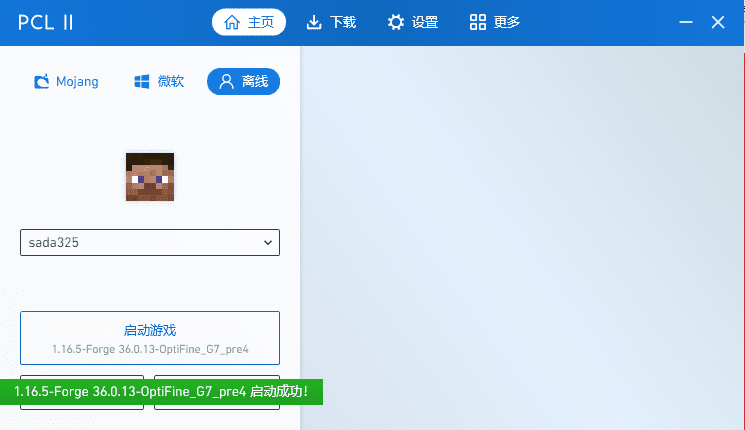 PCL II
主页
下载
设置
更多
Mojang
微软
离线
sada325
启动游戏
1.16.5-Forge 36.0.13-OptiFine_G7_pre4
1.16.5-Forge 36.0.13-OptiFine_G7_pre4 启动成功！